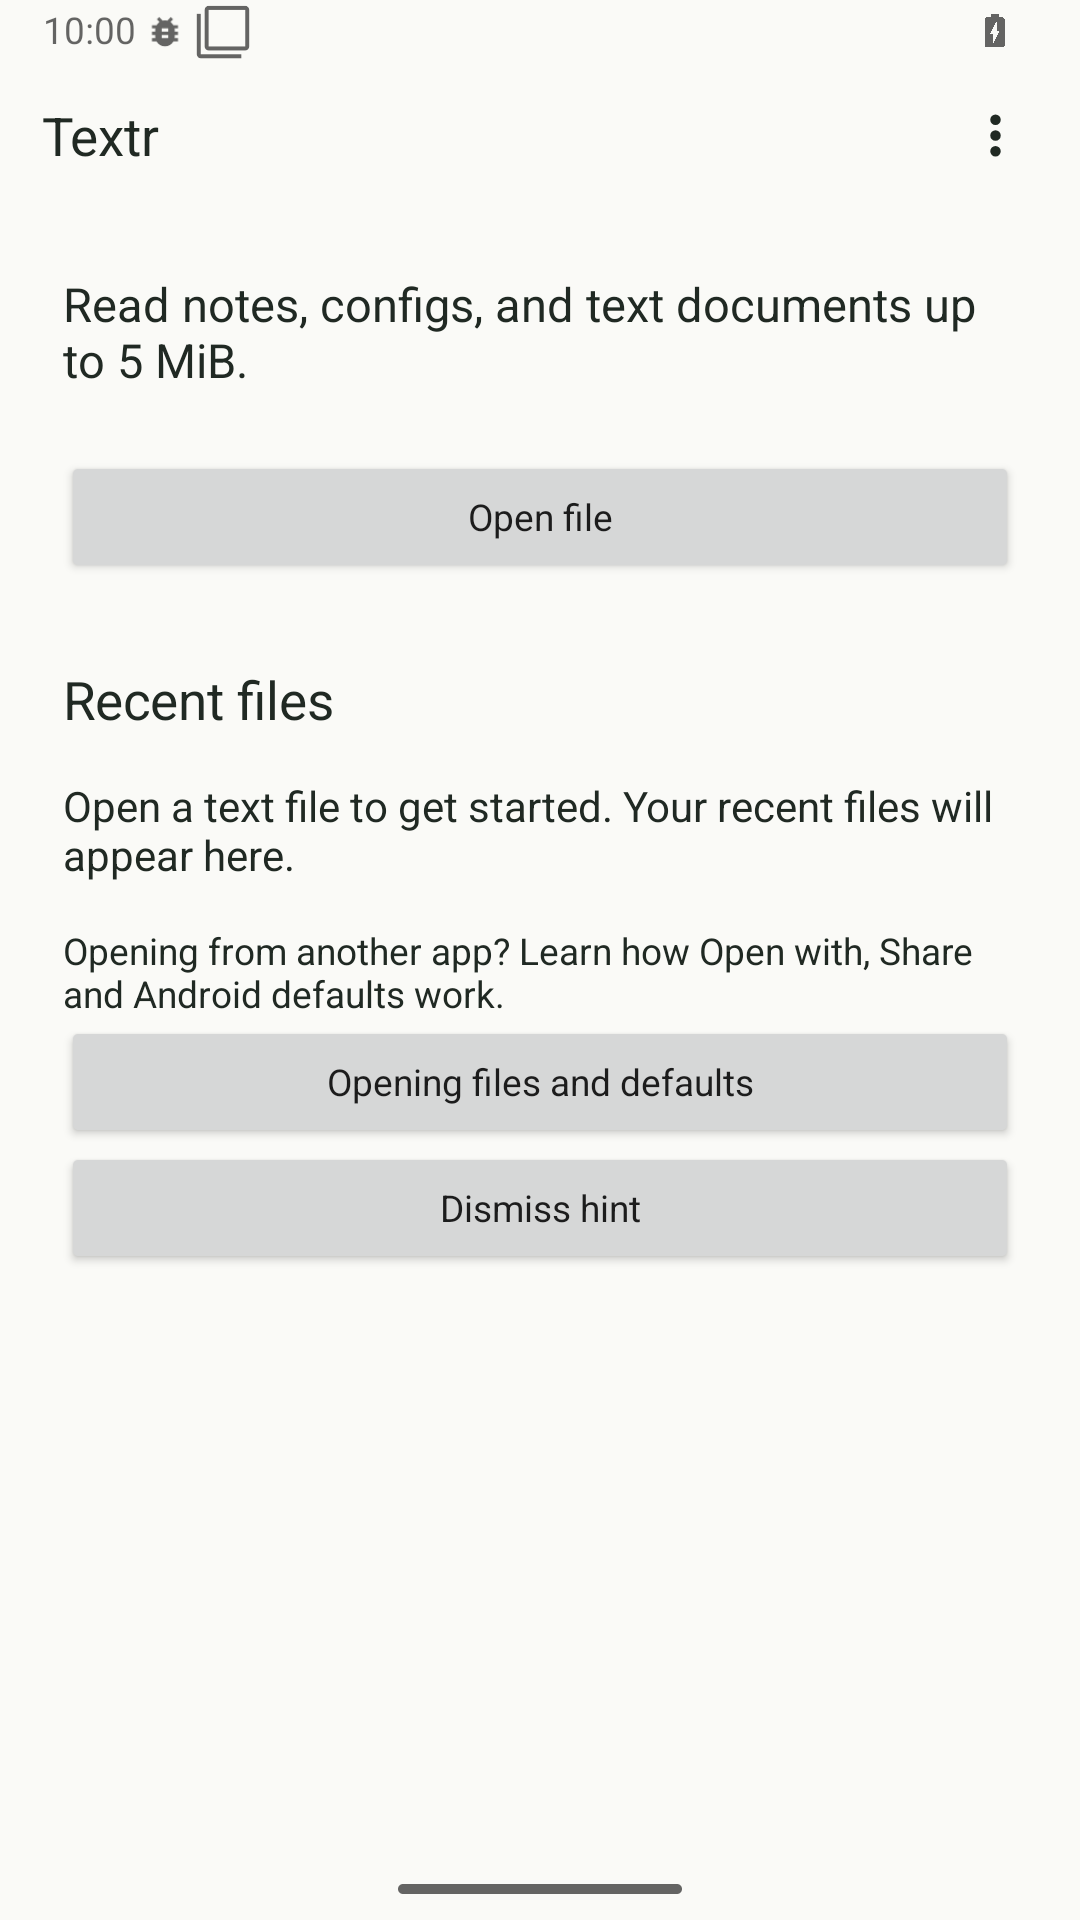 10:00
Textr
Read notes, configs, and text documents up
to 5 MiB.
Open file
Recent files
Open a text file to get started. Your recent files will
appear here.
Opening from another app? Learn how Open with, Share
and Android defaults work.
Opening files and defaults
Dismiss hint